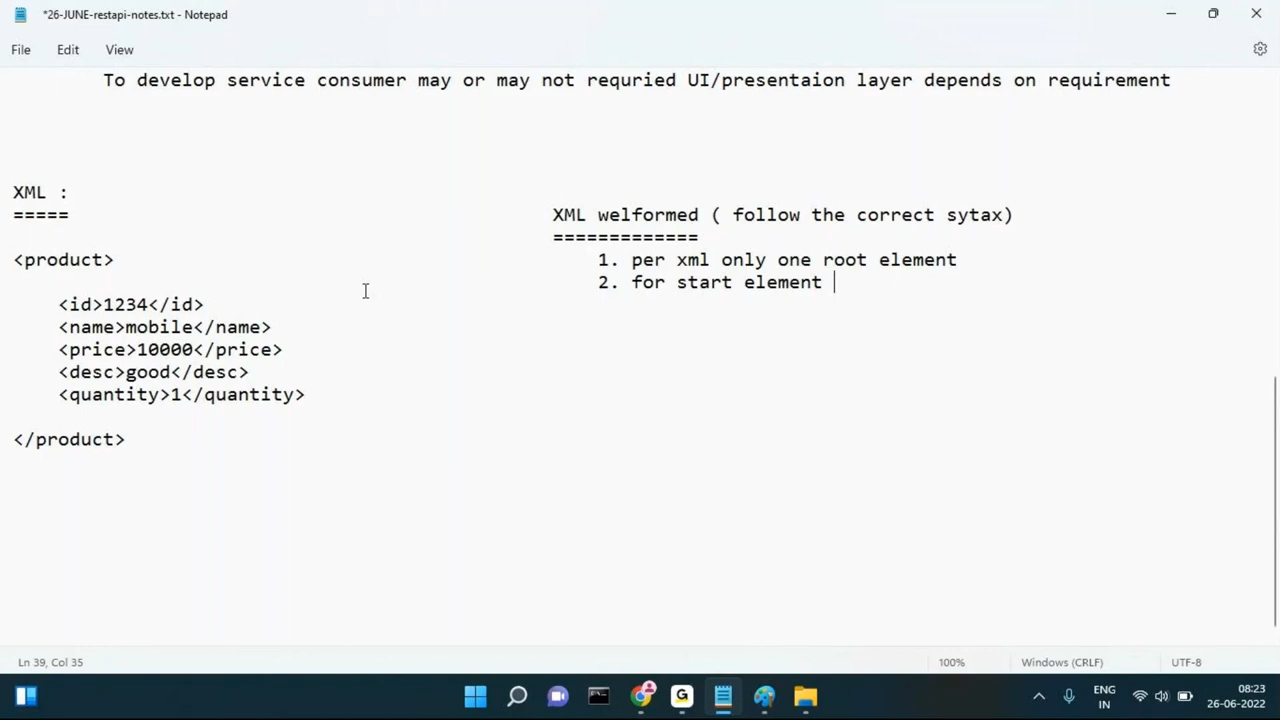 *26-JUNE-restapi-notes.txt - Notepad
File Edit View
To develop service consumer may or may not requried UI/presentaion layer depends on requirement
XML :
=====
<product>
<id>1234</id>
<name>mobile</name>
<price>10000</price>
<desc>good</desc>
<quantity>1</quantity>
</product>
XML welformed ( follow the correct sytax)
=============
1. per xml only one root element
2. for start element
Ln 39, Col 35
100%
Windows (CRLF)
UTF-8
G
ENG
IN
08:23
26-06-2022